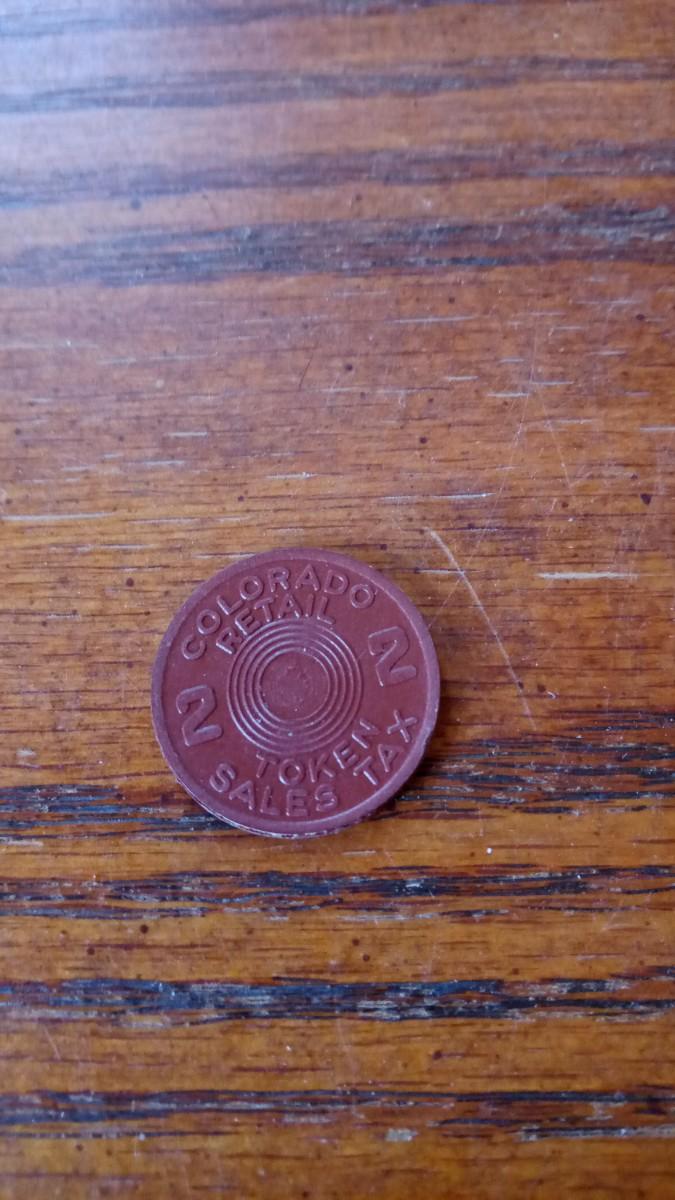 COLORADO
RETAIL
2 2
TOKEN
SALES TAX